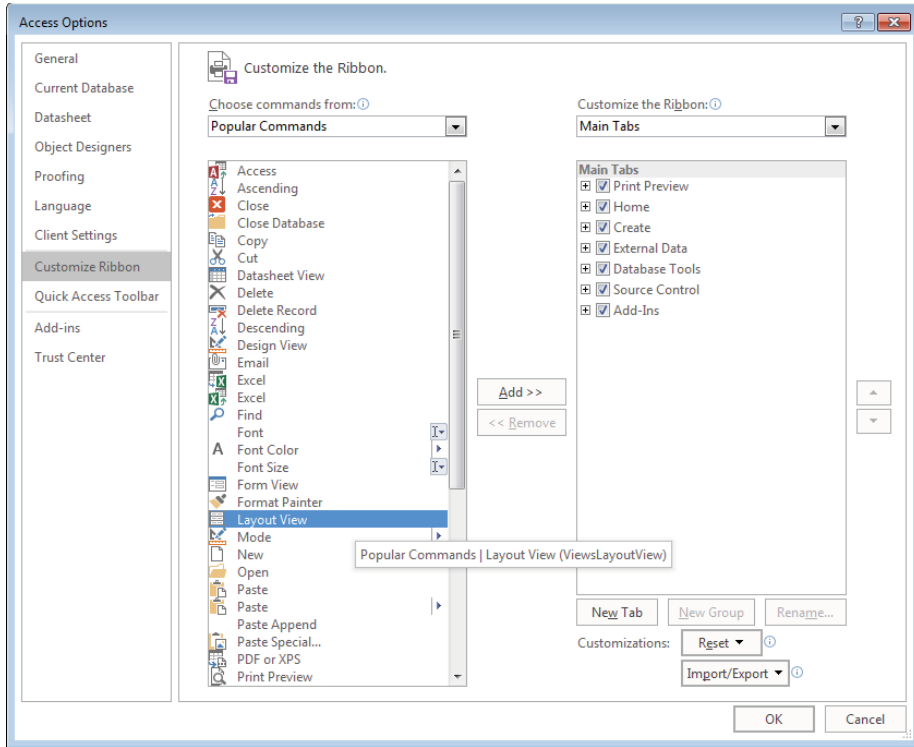 Access Options
General
Current Database
Datasheet
Object Designers
Proofing
Language
Client Settings
Customize Ribbon
Quick Access Toolbar
Add-ins
Trust Center
Customize the Ribbon.
Choose commands from:
Popular Commands
Access
Ascending
Close
Close Database
Copy
Cut
Datasheet View
Delete
Delete Record
Descending
Design View
Email
Excel
Excel
Find
Font
Font Color
Font Size
Form View
Format Painter
Layout View
Mode
New
Open
Paste
Paste
Paste Append
Paste Special...
PDF or XPS
Print Preview
Popular Commands | Layout View (ViewsLayoutView)
Add >>
<< Remove
Customize the Ribbon:
Main Tabs
Main Tabs
Print Preview
Home
Create
External Data
Database Tools
Source Control
Add-Ins
New Tab New Group Rename...
Customizations: Reset
Import/Export
OK Cancel